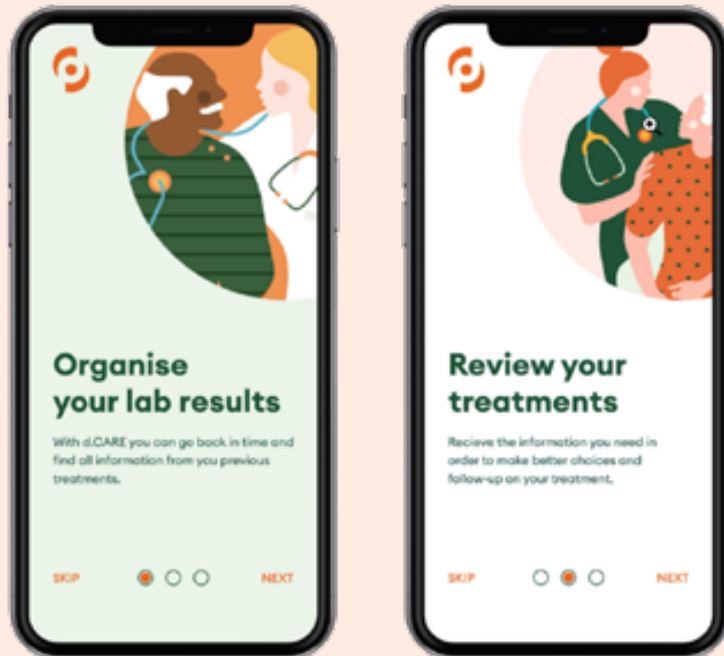 Organise
your lab results
With d.CARE you can go back in time and
find all information from you previous
treatments.
SKIP
NEXT
Review your
treatments
Recieve the information you need in
order to make better choices and
follow-up on your treatment.
SKIP
NEXT